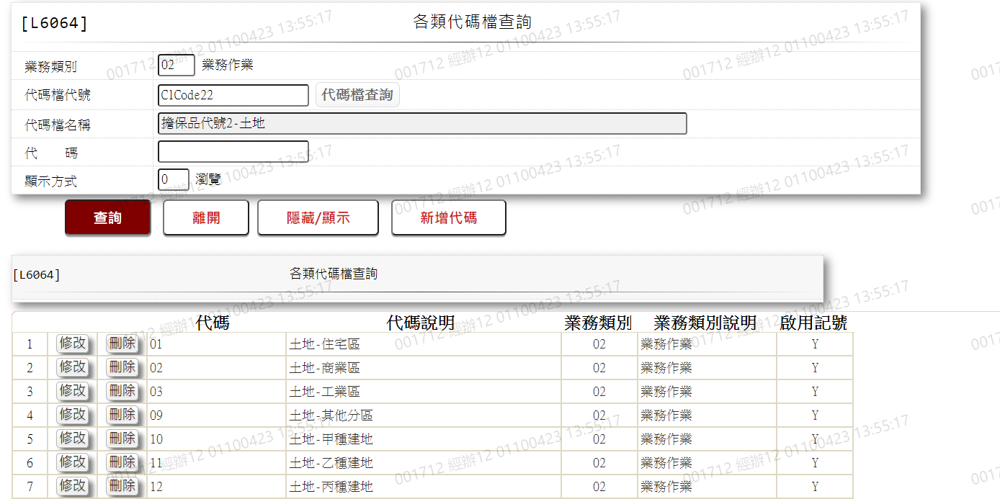 [L6064] 各類代碼檔查詢
業務類別 02 業務作業
代碼檔代號 ClCode22 代碼檔查詢
代碼檔名稱 擔保品代號2-土地
代 碼
顯示方式 0 瀏覽
查詢 離開 隱藏/顯示 新增代碼
[L6064] 各類代碼檔查詢
代碼 代碼說明 業務類別 業務類別說明 啟用記號
1 修改 刪除 01 土地-住宅區 02 業務作業 Y
2 修改 刪除 02 土地-商業區 02 業務作業 Y
3 修改 刪除 03 土地-工業區 02 業務作業 Y
4 修改 刪除 09 土地-其他分區 02 業務作業 Y
5 修改 刪除 10 土地-甲種建地 02 業務作業 Y
6 修改 刪除 11 土地-乙種建地 02 業務作業 Y
7 修改 刪除 12 土地-丙種建地 02 業務作業 Y
001712 經辦12 01100423 13:55:17